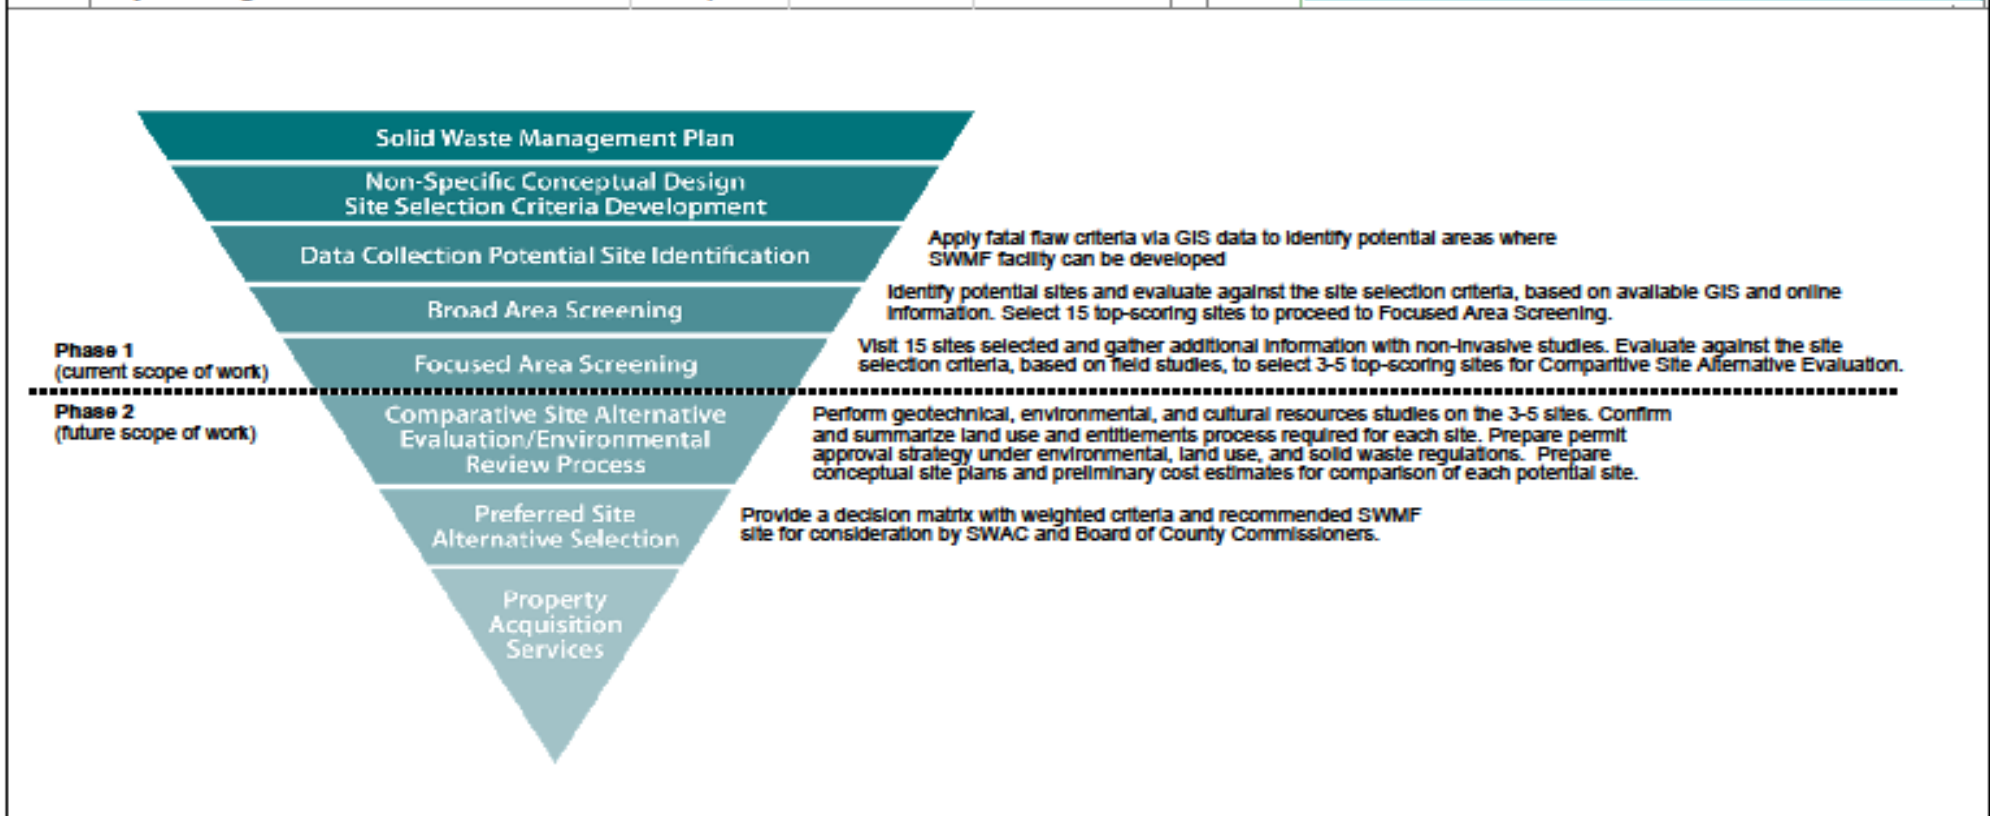 Solid Waste Management Plan
Non-Specific Conceptual Design
Site Selection Criteria Development
Data Collection Potential Site Identification
Apply fatal flaw criteria via GIS data to identify potential areas where
SWMF facility can be developed
Broad Area Screening
Identify potential sites and evaluate against the site selection criteria, based on available GIS and online
information. Select 15 top-scoring sites to proceed to Focused Area Screening.
Phase 1
(current scope of work)
Focused Area Screening
Visit 15 sites selected and gather additional information with non-invasive studies. Evaluate against the site
selection criteria, based on field studies, to select 3-5 top-scoring sites for Comparitive Site Alternative Evaluation.
Phase 2
(future scope of work)
Comparative Site Alternative
Evaluation/Environmental
Review Process
Perform geotechnical, environmental, and cultural resources studies on the 3-5 sites. Confirm
and summarize land use and entitlements process required for each site. Prepare permit
approval strategy under environmental, land use, and solid waste regulations. Prepare
conceptual site plans and preliminary cost estimates for comparison of each potential site.
Preferred Site
Alternative Selection
Provide a decision matrix with weighted criteria and recommended SWMF
site for consideration by SWAC and Board of County Commissioners.
Property
Acquisition
Services